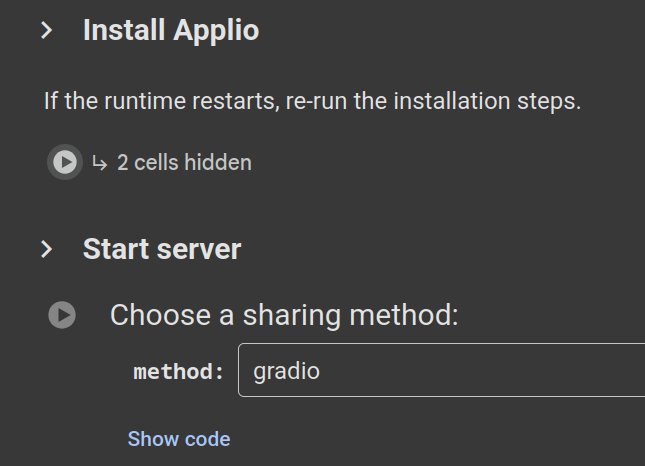 Install Applio
If the runtime restarts, re-run the installation steps.
2 cells hidden
Start server
Choose a sharing method:
method: gradio
Show code